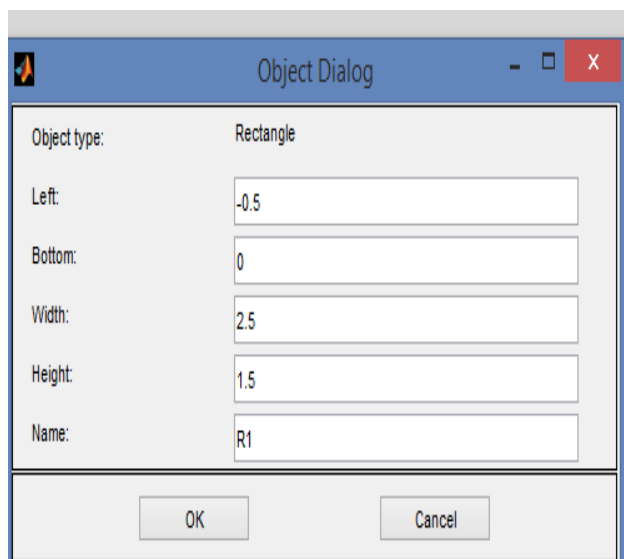 Object Dialog
Object type: Rectangle
Left: -0.5
Bottom: 0
Width: 2.5
Height: 1.5
Name: R1
OK Cancel